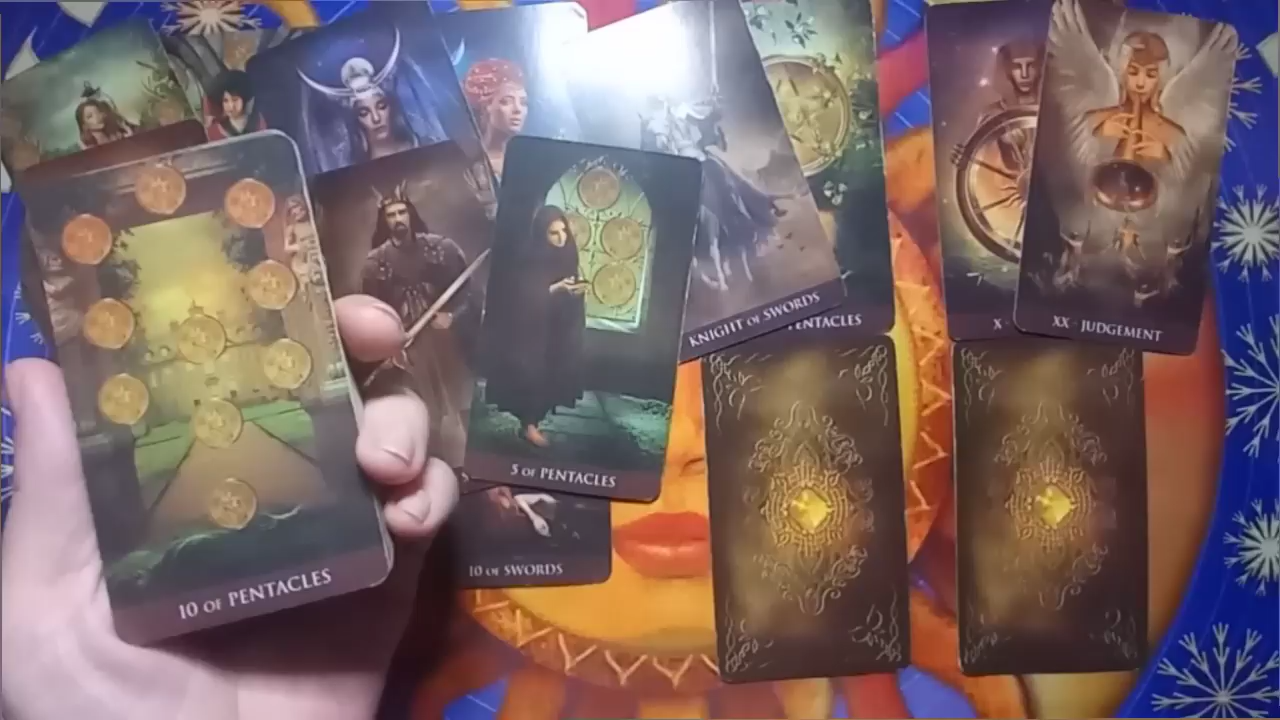 KNIGHT OF SWORDS
PENTACLES
X
XX · JUDGEMENT
5 OF PENTACLES
10 OF SWORDS
10 OF PENTACLES